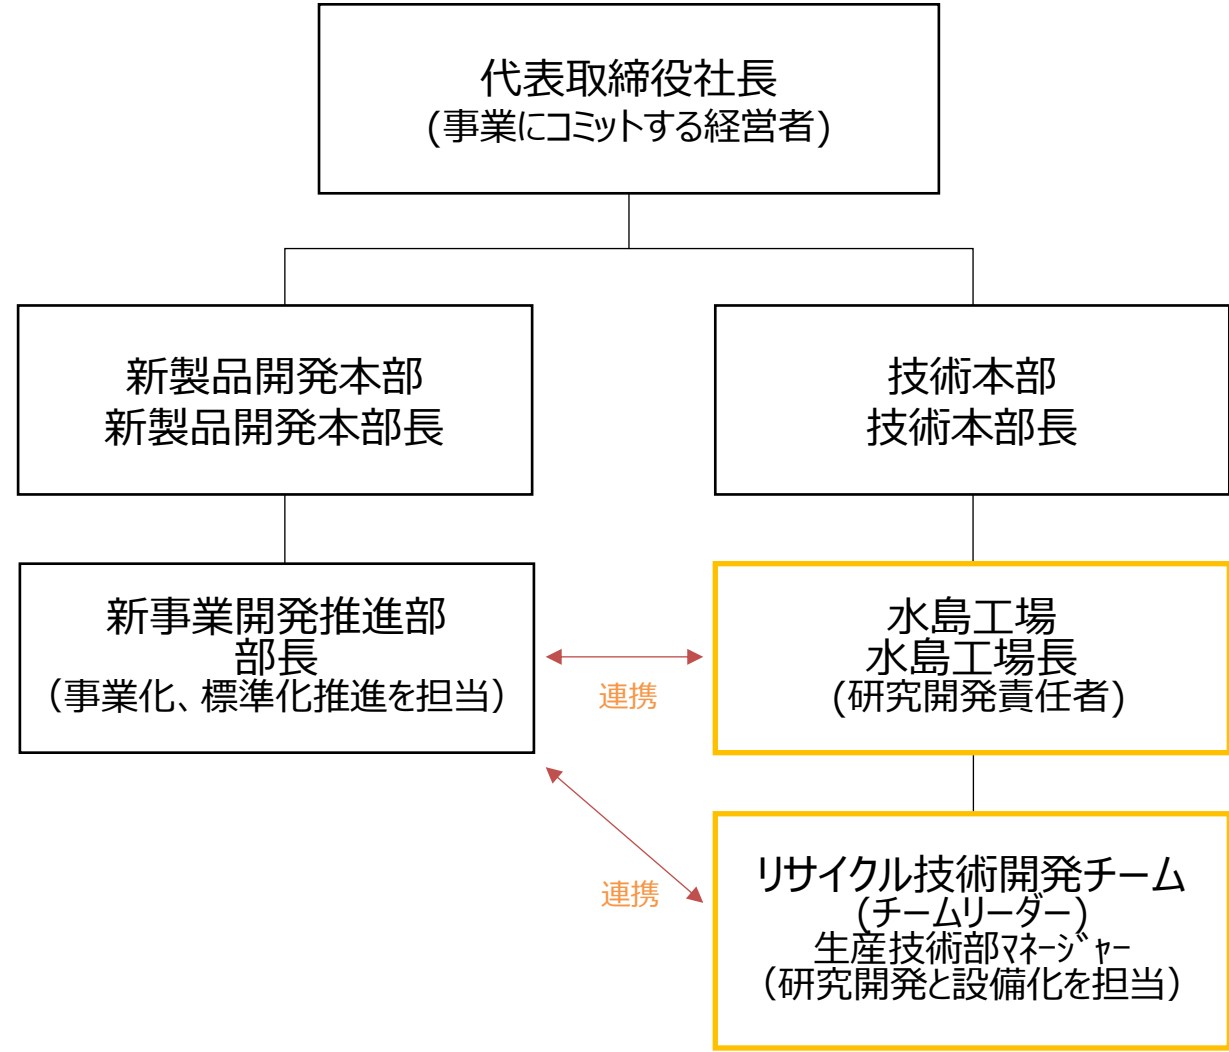 代表取締役社長
(事業にコミットする経営者)
新製品開発本部
新製品開発本部長
技術本部
技術本部長
新事業開発推進部
部長
（事業化、標準化推進を担当）
連携
水島工場
水島工場長
(研究開発責任者)
連携
リサイクル技術開発チーム
(チームリーダー)
生産技術部ﾏﾈｰｼﾞｬｰ
（研究開発と設備化を担当）